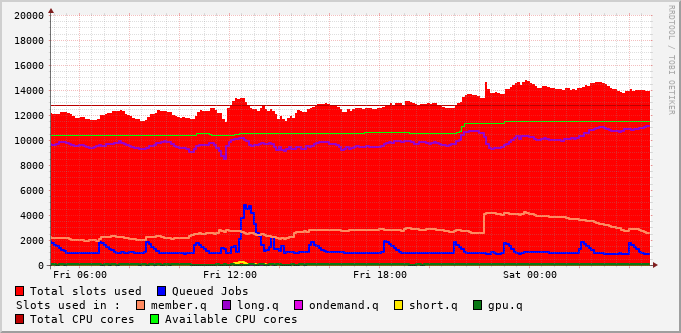 RRDTOOL / TOBI OETIKER
20000
18000
16000
14000
12000
10000
8000
6000
4000
2000
0
Fri 06:00 Fri 12:00 Fri 18:00 Sat 00:00
Total slots used Queued Jobs
Slots used in : member.q long.q ondemand.q short.q gpu.q
Total CPU cores Available CPU cores